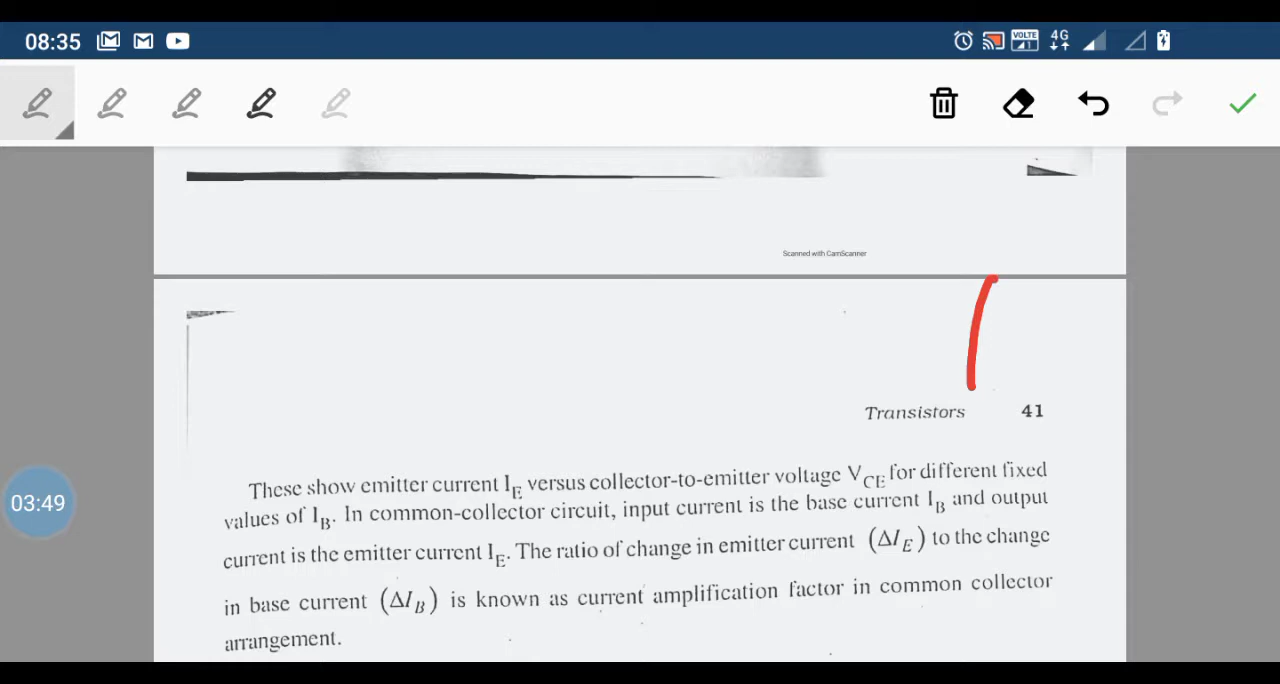 08:35
VOLTE
4G
1
Scanned with CamScanner
Transistors 41
03:49
These show emitter current I_E versus collector-to-emitter voltage V_CE for different fixed
values of I_B. In common-collector circuit, input current is the base current I_B and output
current is the emitter current I_E. The ratio of change in emitter current (ΔI_E) to the change
in base current (ΔI_B) is known as current amplification factor in common collector
arrangement.